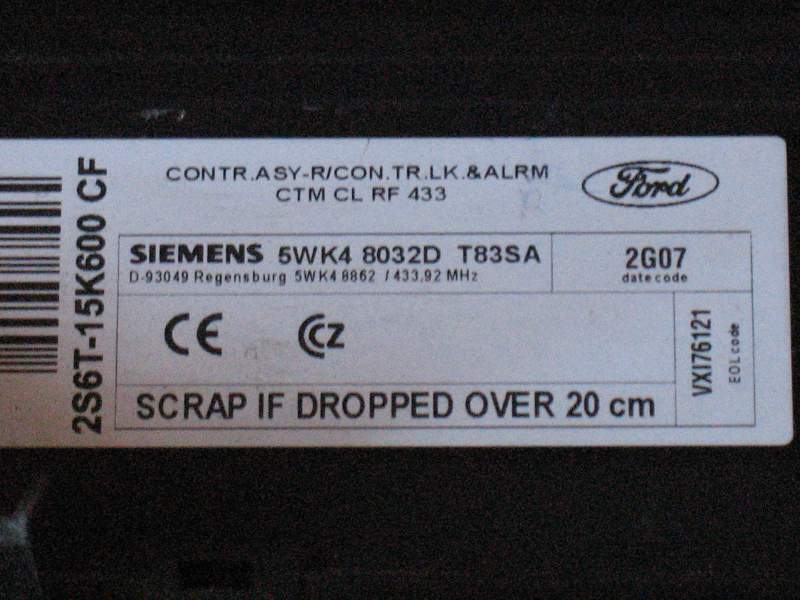 2S6T-15K600 CF
CONTR.ASY-R/CON.TR.LK.&ALRM
CTM CL RF 433
Ford
SIEMENS 5WK4 8032D T83SA
D-93049 Regensburg 5WK4 8862 / 433,92 MHz
2G07
date code
CE CCZ
VXI76121
EOL code
SCRAP IF DROPPED OVER 20 cm